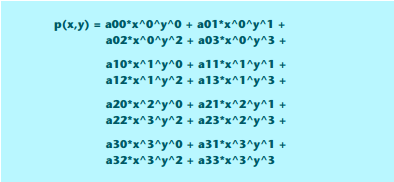 p(x,y) = a00*x^0^y^0 + a01*x^0^y^1 +
a02*x^0^y^2 + a03*x^0^y^3 +
a10*x^1^y^0 + a11*x^1^y^1 +
a12*x^1^y^2 + a13*x^1^y^3 +
a20*x^2^y^0 + a21*x^2^y^1 +
a22*x^3^y^2 + a23*x^2^y^3 +
a30*x^3^y^0 + a31*x^3^y^1 +
a32*x^3^y^2 + a33*x^3^y^3